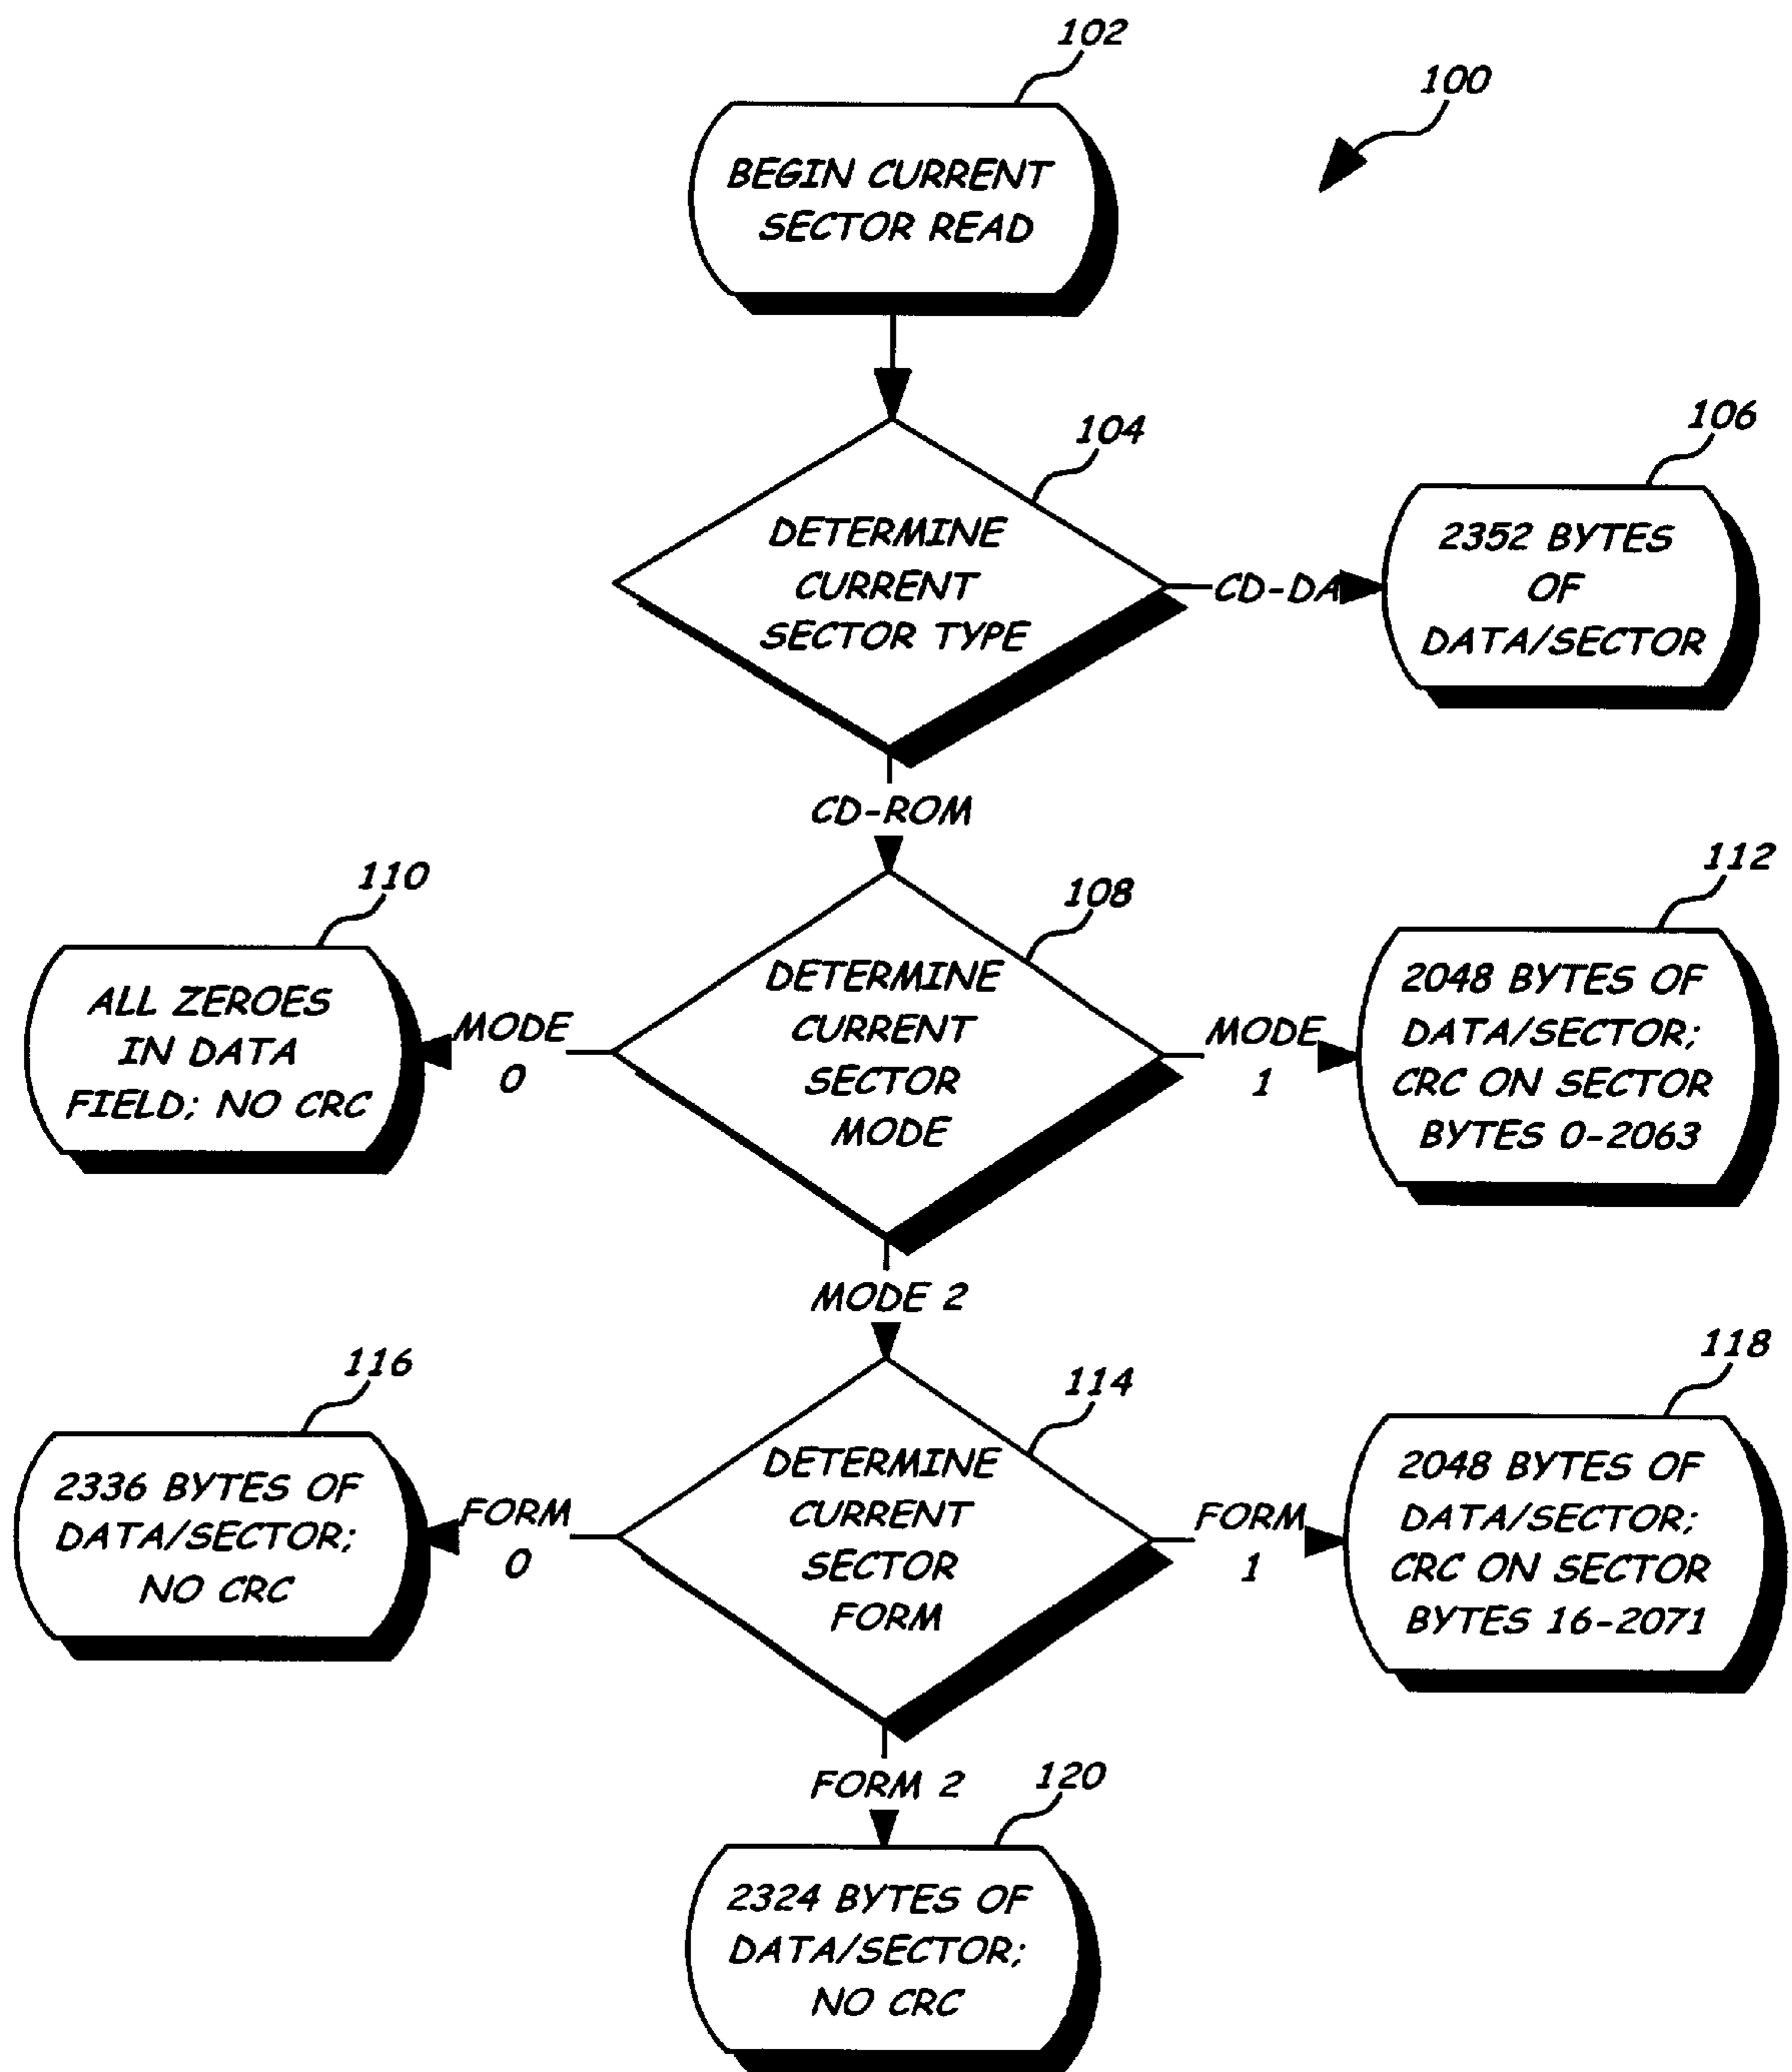 102
100
BEGIN CURRENT
SECTOR READ
104
106
DETERMINE
CURRENT
SECTOR TYPE
CD-DA
2352 BYTES
OF
DATA/SECTOR
CD-ROM
110
108
112
ALL ZEROES
IN DATA
FIELD; NO CRC
MODE
0
DETERMINE
CURRENT
SECTOR
MODE
MODE
1
2048 BYTES OF
DATA/SECTOR;
CRC ON SECTOR
BYTES 0-2063
MODE 2
116
114
118
2336 BYTES OF
DATA/SECTOR;
NO CRC
FORM
0
DETERMINE
CURRENT
SECTOR
FORM
FORM
1
2048 BYTES OF
DATA/SECTOR;
CRC ON SECTOR
BYTES 16-2071
FORM 2
120
2324 BYTES OF
DATA/SECTOR;
NO CRC